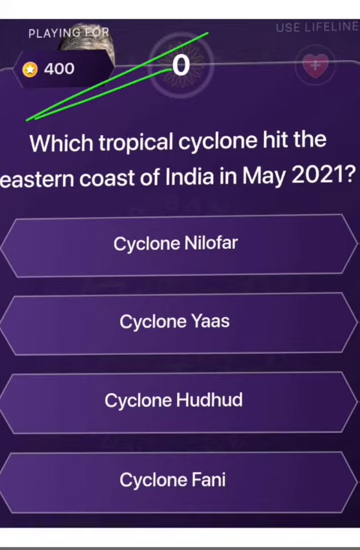 PLAYING FOR
USE LIFELINE
400
0
Which tropical cyclone hit the
eastern coast of India in May 2021?
Cyclone Nilofar
Cyclone Yaas
Cyclone Hudhud
Cyclone Fani